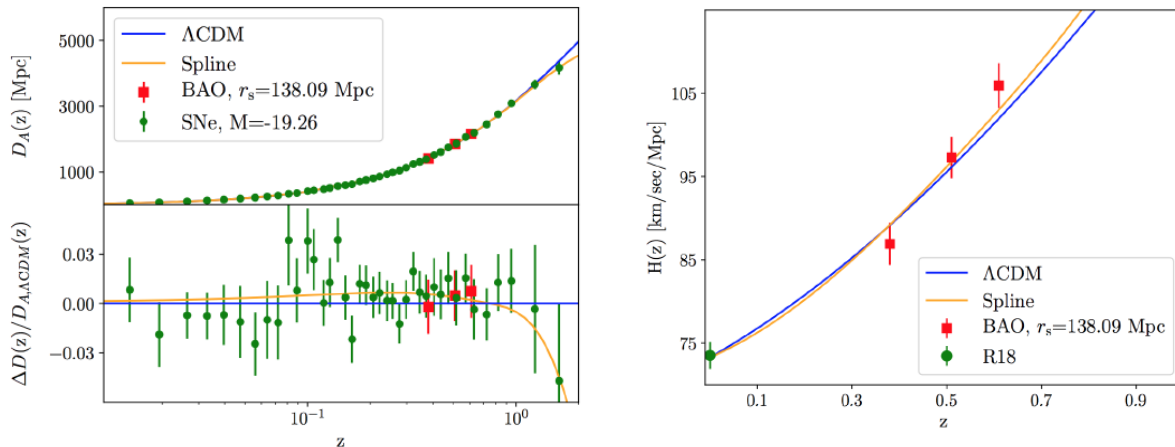 D_A(z) [Mpc]
5000
3000
1000
ΛCDM
Spline
BAO, r_s=138.09 Mpc
SNe, M=-19.26
ΔD(z)/D_{A,ΛCDM}(z)
0.03
0.00
−0.03
10^{-1}
10^{0}
z
H(z) [km/sec/Mpc]
105
95
85
75
ΛCDM
Spline
BAO, r_s=138.09 Mpc
R18
0.1 0.3 0.5 0.7 0.9
z